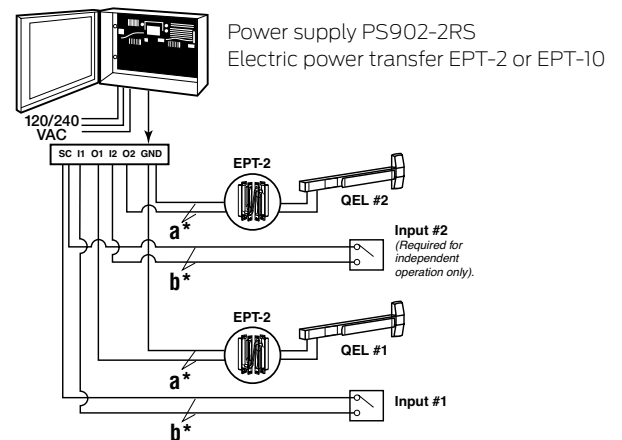 Power supply PS902-2RS
Electric power transfer EPT-2 or EPT-10
120/240
VAC
SC I1 O1 I2 O2 GND
EPT-2
QEL #2
a*
Input #2
(Required for
independent
operation only).
b*
EPT-2
QEL #1
a*
Input #1
b*